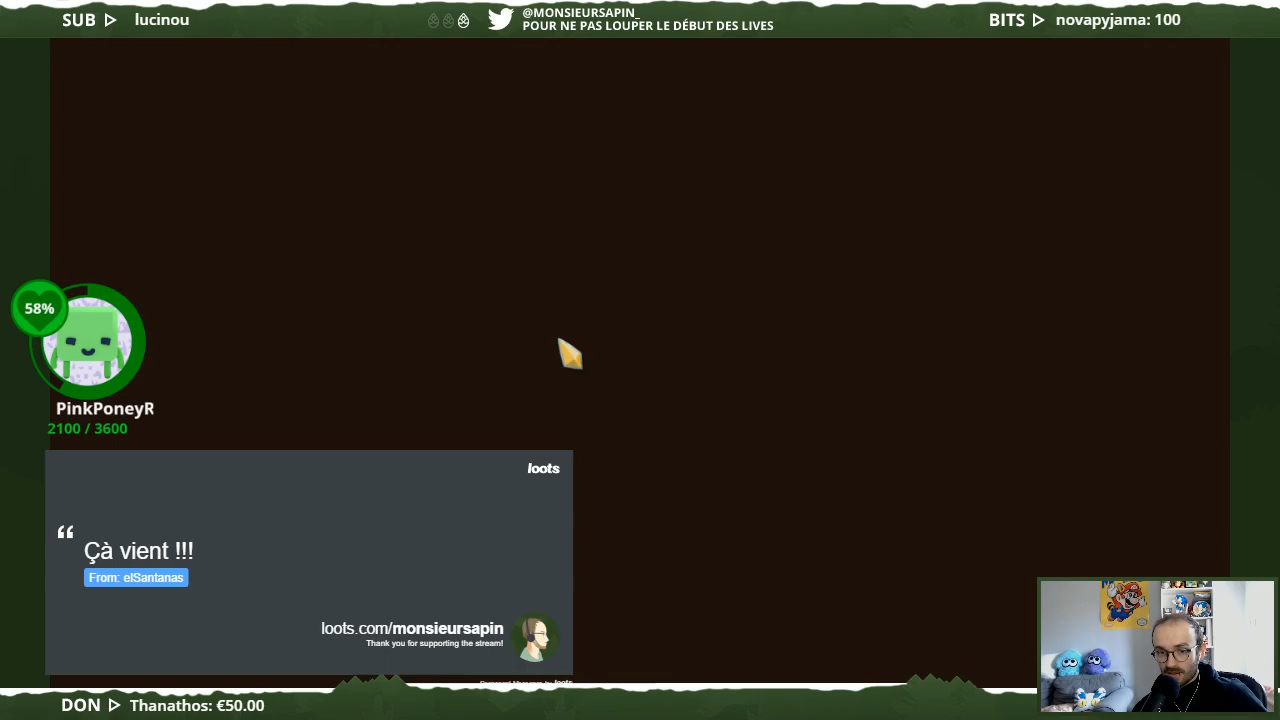 SUB
lucinou
@MONSIEURSAPIN_
POUR NE PAS LOUPER LE DÉBUT DES LIVES
BITS
novapyjama: 100
58%
PinkPoneyR
2100 / 3600
loots
“
Çà vient !!!
From: elSantanas
loots.com/monsieursapin
Thank you for supporting the stream!
DON
Thanathos: €50.00